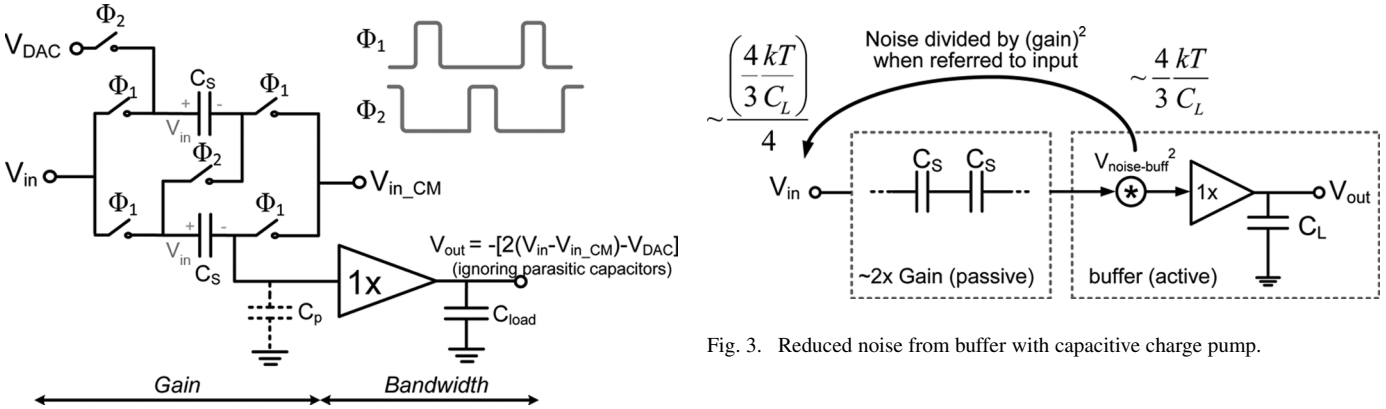 Φ2
VDAC
Φ1
Φ2
Φ1
CS
Φ1
+
-
Vin
Φ2
Vin
Vin_CM
Φ1
Φ1
+
-
Vin
CS
Vout = -[2(Vin-Vin_CM)-VDAC]
(ignoring parasitic capacitors)
1x
Cp
Cload
Gain
Bandwidth
Noise divided by (gain)2
when referred to input
~ (4/3 kT/CL)/4
~ 4/3 kT/CL
CS
CS
Vnoise-buff2
Vin
*
1x
Vout
CL
~2x Gain (passive)
buffer (active)
Fig. 3. Reduced noise from buffer with capacitive charge pump.